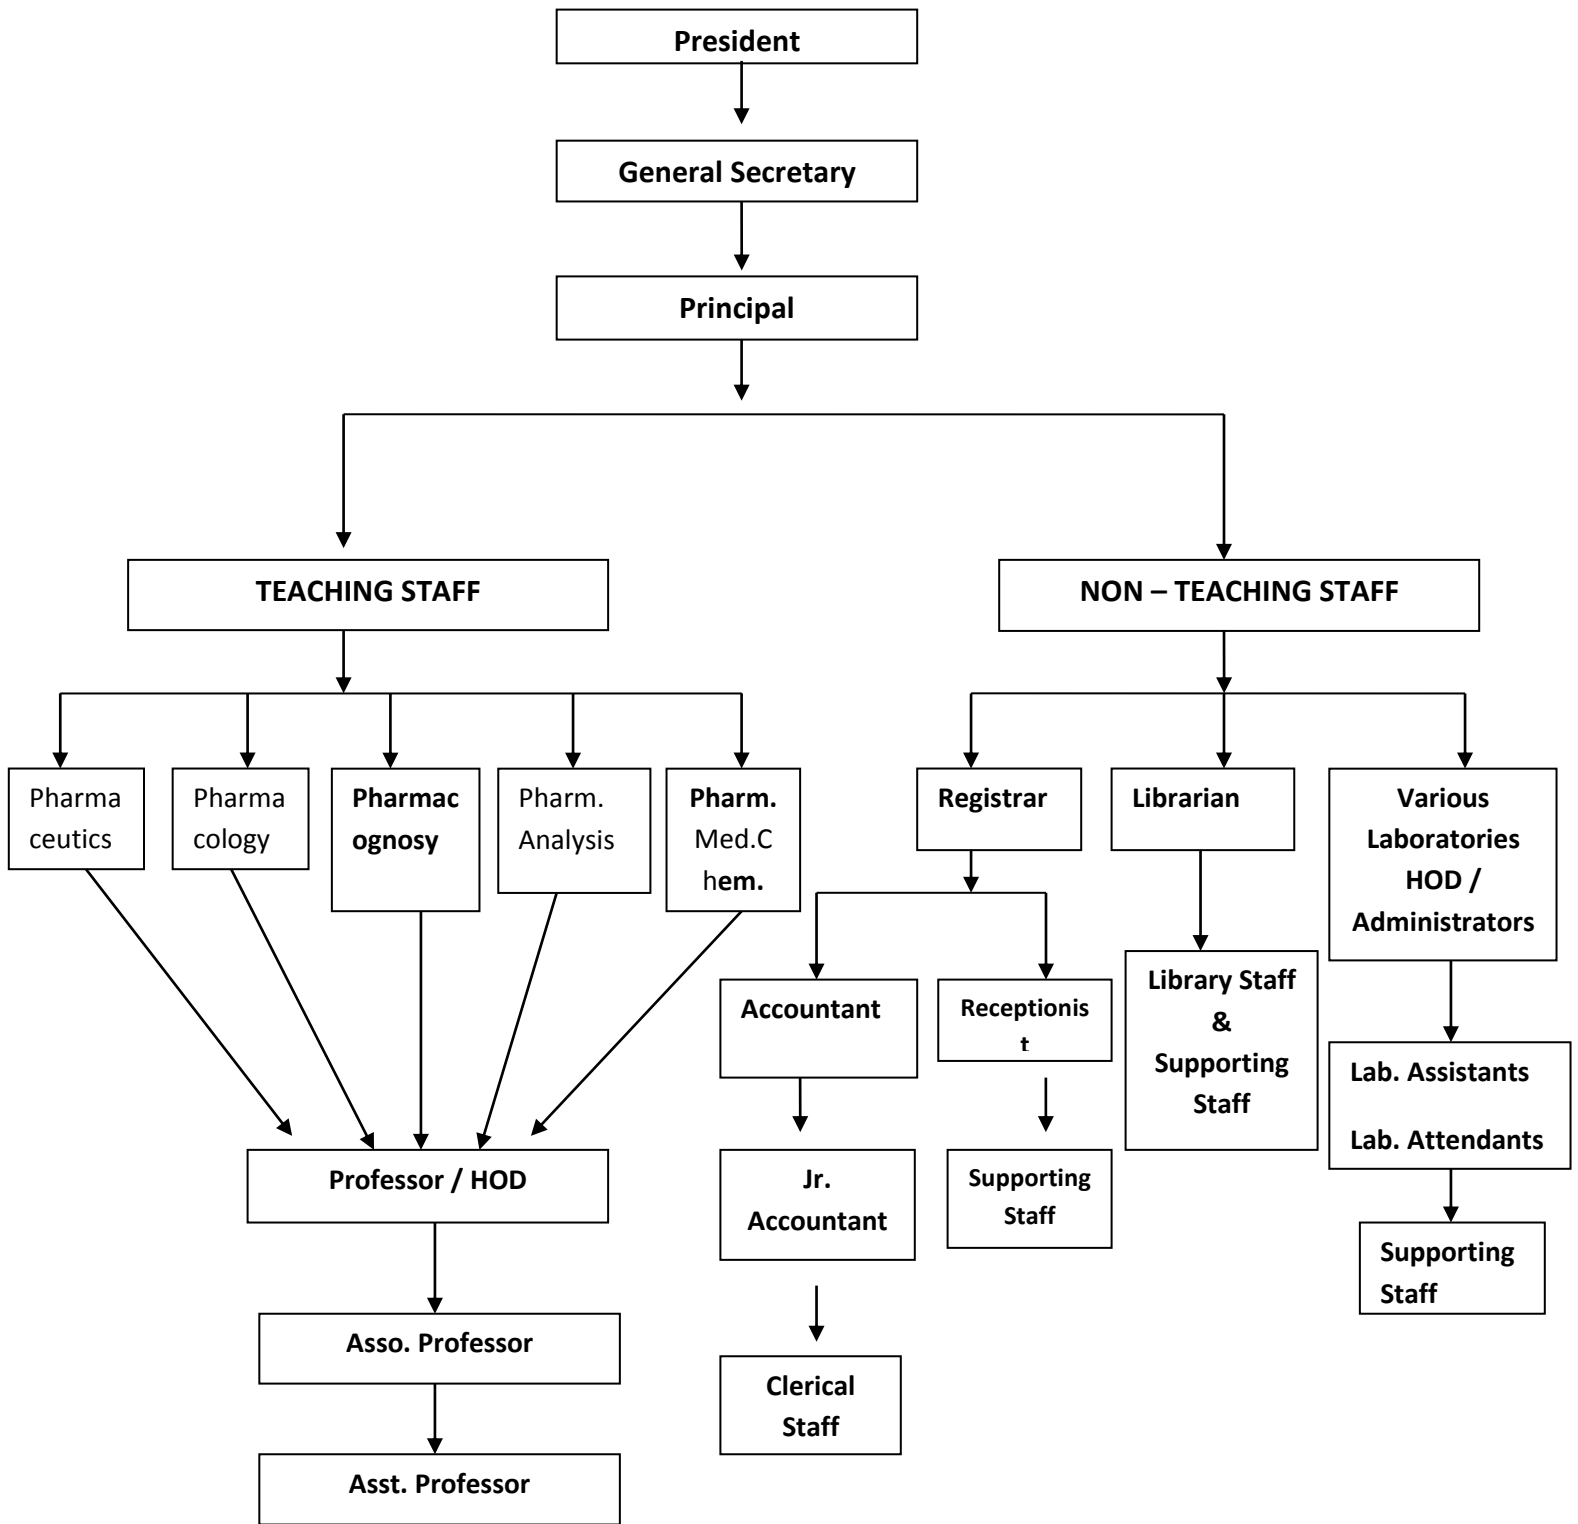 President
General Secretary
Principal
TEACHING STAFF
NON – TEACHING STAFF
Pharma
ceutics
Pharma
cology
Pharmac
ognosy
Pharm.
Analysis
Pharm.
Med.C
hem.
Registrar
Librarian
Various
Laboratories
HOD /
Administrators
Accountant
Receptionis
t
Library Staff
&
Supporting
Staff
Lab. Assistants
Lab. Attendants
Professor / HOD
Jr.
Accountant
Supporting
Staff
Supporting
Staff
Asso. Professor
Clerical
Staff
Asst. Professor